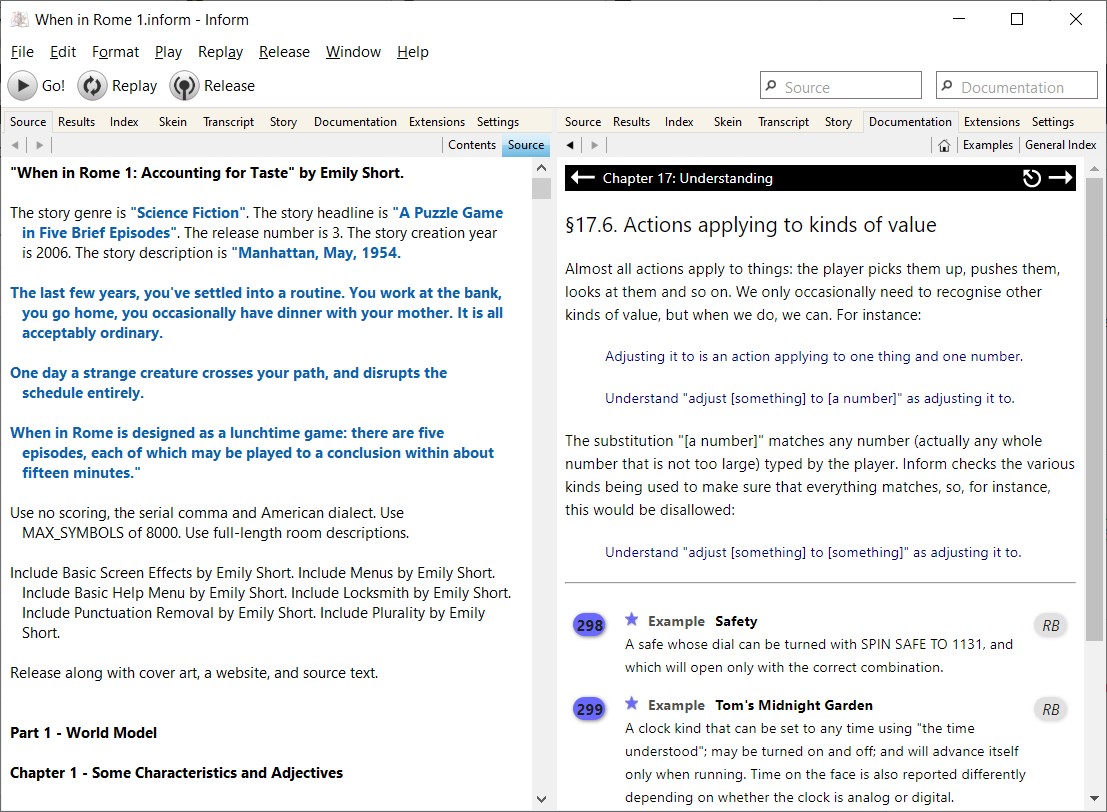 When in Rome 1.inform - Inform
File Edit Format Play Replay Release Window Help
Go! Replay Release Source Documentation
Source Results Index Skein Transcript Story Documentation Extensions Settings
Contents Source
"When in Rome 1: Accounting for Taste" by Emily Short.
The story genre is "Science Fiction". The story headline is "A Puzzle Game
in Five Brief Episodes". The release number is 3. The story creation year
is 2006. The story description is "Manhattan, May, 1954.
The last few years, you've settled into a routine. You work at the bank,
you go home, you occasionally have dinner with your mother. It is all
acceptably ordinary.
One day a strange creature crosses your path, and disrupts the
schedule entirely.
When in Rome is designed as a lunchtime game: there are five
episodes, each of which may be played to a conclusion within about
fifteen minutes."
Use no scoring, the serial comma and American dialect. Use
MAX_SYMBOLS of 8000. Use full-length room descriptions.
Include Basic Screen Effects by Emily Short. Include Menus by Emily Short.
Include Basic Help Menu by Emily Short. Include Locksmith by Emily Short.
Include Punctuation Removal by Emily Short. Include Plurality by Emily
Short.
Release along with cover art, a website, and source text.
Part 1 - World Model
Chapter 1 - Some Characteristics and Adjectives
Source Results Index Skein Transcript Story Documentation Extensions Settings
Examples General Index
Chapter 17: Understanding
§17.6. Actions applying to kinds of value
Almost all actions apply to things: the player picks them up, pushes them,
looks at them and so on. We only occasionally need to recognise other
kinds of value, but when we do, we can. For instance:
Adjusting it to is an action applying to one thing and one number.
Understand "adjust [something] to [a number]" as adjusting it to.
The substitution "[a number]" matches any number (actually any whole
number that is not too large) typed by the player. Inform checks the various
kinds being used to make sure that everything matches, so, for instance,
this would be disallowed:
Understand "adjust [something] to [something]" as adjusting it to.
298 ★ Example Safety RB
A safe whose dial can be turned with SPIN SAFE TO 1131, and
which will open only with the correct combination.
299 ★ Example Tom's Midnight Garden RB
A clock kind that can be set to any time using "the time
understood"; may be turned on and off; and will advance itself
only when running. Time on the face is also reported differently
depending on whether the clock is analog or digital.